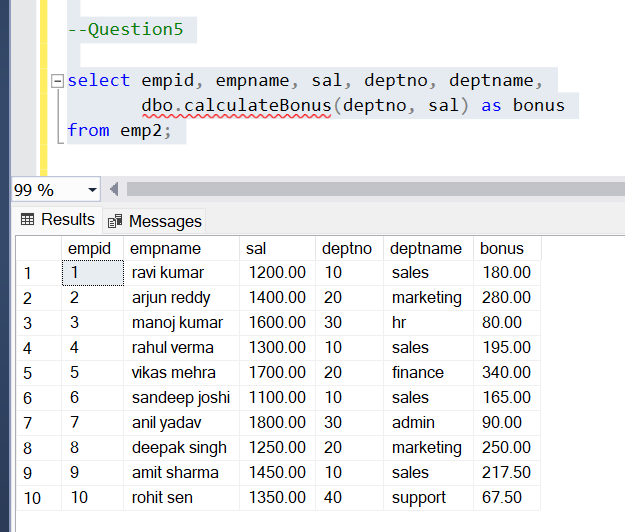 --Question5
select empid, empname, sal, deptno, deptname,
dbo.calculateBonus(deptno, sal) as bonus
from emp2;
99 %
Results Messages
empid empname sal deptno deptname bonus
1 1 ravi kumar 1200.00 10 sales 180.00
2 2 arjun reddy 1400.00 20 marketing 280.00
3 3 manoj kumar 1600.00 30 hr 80.00
4 4 rahul verma 1300.00 10 sales 195.00
5 5 vikas mehra 1700.00 20 finance 340.00
6 6 sandeep joshi 1100.00 10 sales 165.00
7 7 anil yadav 1800.00 30 admin 90.00
8 8 deepak singh 1250.00 20 marketing 250.00
9 9 amit sharma 1450.00 10 sales 217.50
10 10 rohit sen 1350.00 40 support 67.50